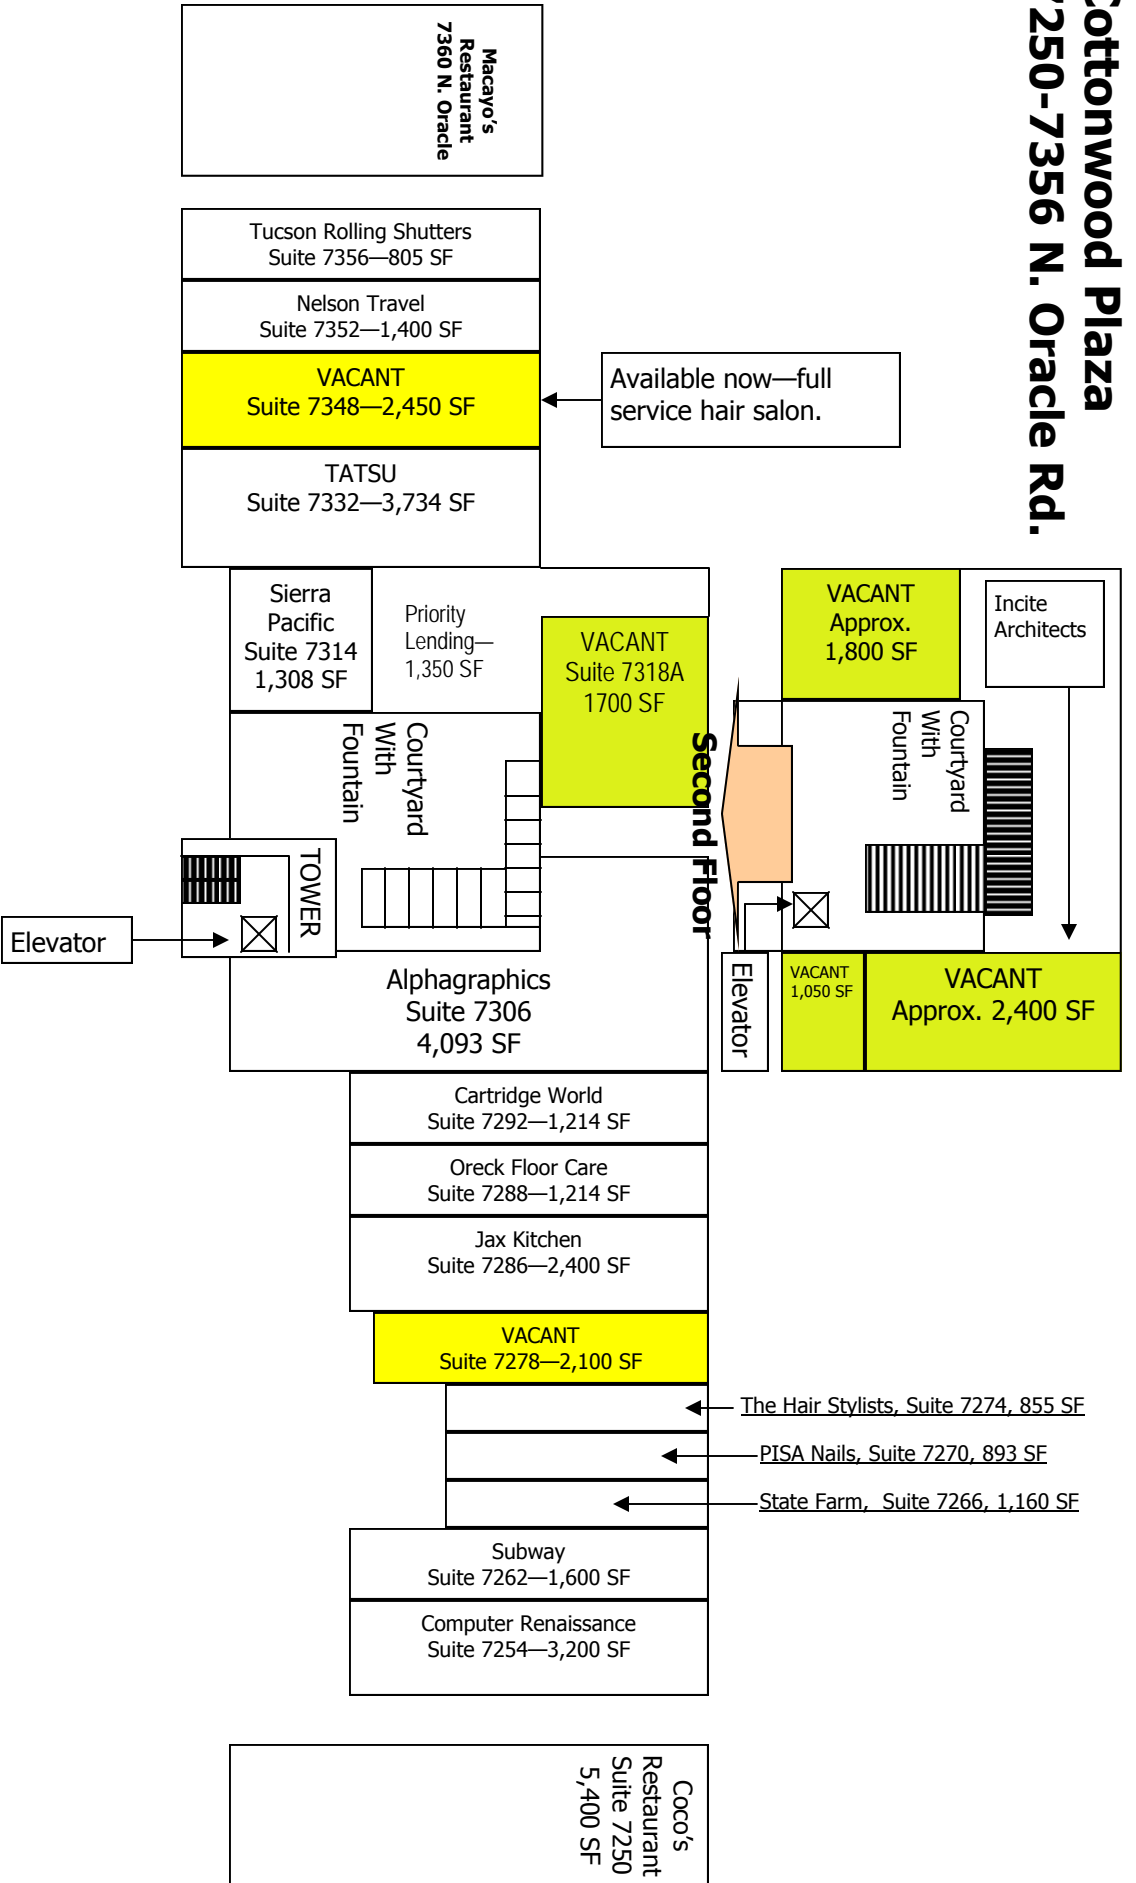 Cottonwood Plaza
7250-7356 N. Oracle Rd.
Macayo's
Restaurant
7360 N. Oracle
Tucson Rolling Shutters
Suite 7356—805 SF
Nelson Travel
Suite 7352—1,400 SF
VACANT
Suite 7348—2,450 SF
Available now—full
service hair salon.
TATSU
Suite 7332—3,734 SF
Sierra
Pacific
Suite 7314
1,308 SF
Priority
Lending—
1,350 SF
VACANT
Suite 7318A
1700 SF
VACANT
Approx.
1,800 SF
Incite
Architects
Courtyard
With
Fountain
Second Floor
Courtyard
With
Fountain
TOWER
Elevator
Elevator
VACANT
1,050 SF
VACANT
Approx. 2,400 SF
Alphagraphics
Suite 7306
4,093 SF
Cartridge World
Suite 7292—1,214 SF
Oreck Floor Care
Suite 7288—1,214 SF
Jax Kitchen
Suite 7286—2,400 SF
VACANT
Suite 7278—2,100 SF
The Hair Stylists, Suite 7274, 855 SF
PISA Nails, Suite 7270, 893 SF
State Farm,  Suite 7266, 1,160 SF
Subway
Suite 7262—1,600 SF
Computer Renaissance
Suite 7254—3,200 SF
Coco's
Restaurant
Suite 7250
5,400 SF